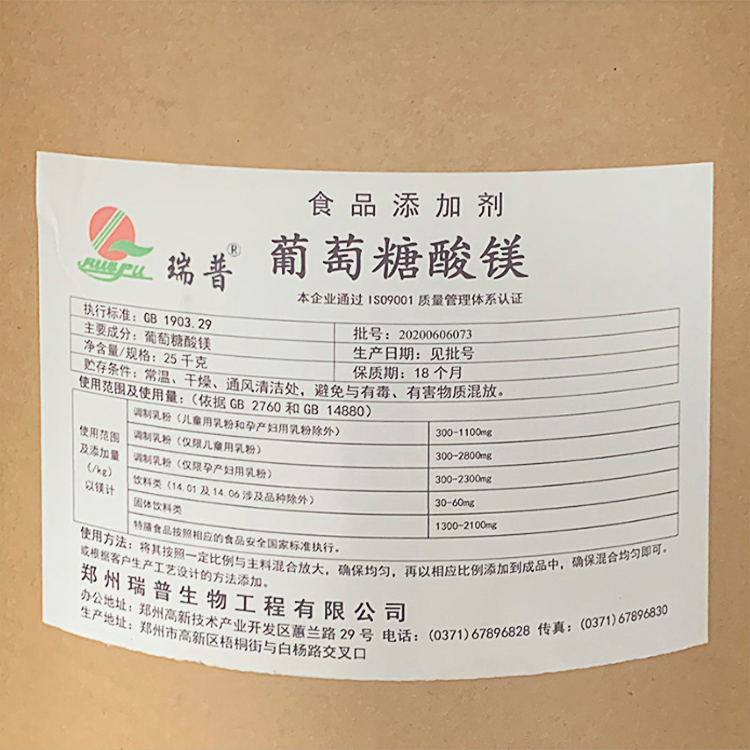 食品添加剂
RUIPU 瑞普® 葡萄糖酸镁
本企业通过 ISO9001 质量管理体系认证
执行标准：GB 1903.29
主要成分：葡萄糖酸镁 批号：20200606073
净含量/规格：25 千克 生产日期：见批号
贮存条件：常温、干燥、通风清洁处，避免与有毒、有害物质混放。 保质期：18 个月
使用范围及使用量：（依据 GB 2760 和 GB 14880）
使用范围及添加量（/kg）以镁计
调制乳粉（儿童用乳粉和孕产妇用乳粉除外） 300-1100mg
调制乳粉（仅限儿童用乳粉） 300-2800mg
调制乳粉（仅限孕产妇用乳粉） 300-2300mg
饮料类（14.01 及 14.06 涉及品种除外） 30-60mg
固体饮料类 1300-2100mg
特膳食品按照相应的食品安全国家标准执行。
使用方法：将其按照一定比例与主料混合放大，确保均匀，再以相应比例添加到成品中，确保混合均匀即可。
或根据客户生产工艺设计的方法添加。
郑州瑞普生物工程有限公司
办公地址：郑州高新技术产业开发区蕙兰路 29 号 电话：(0371)67896828 传真：(0371)67896830
生产地址：郑州市高新区梧桐街与白杨路交叉口